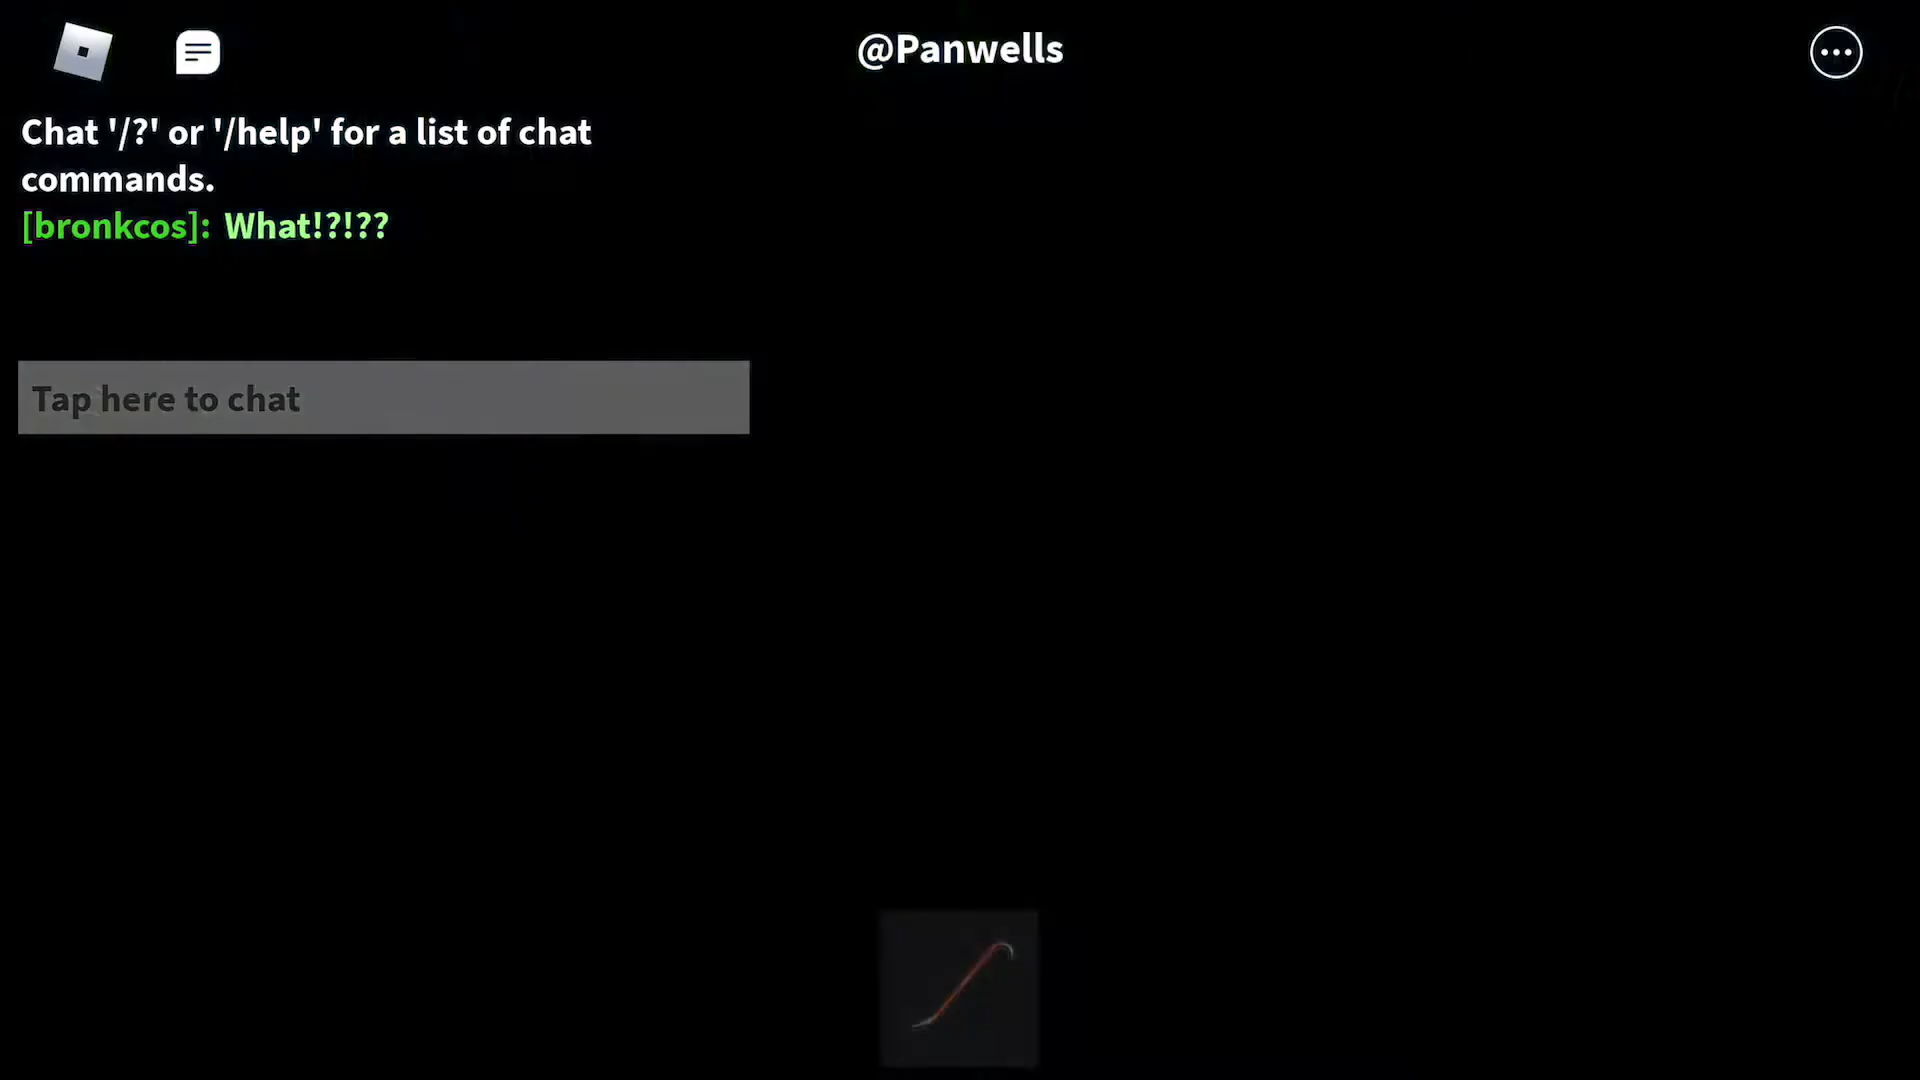 @Panwells
Chat '/?' or '/help' for a list of chat
commands.
[bronkcos]: What!?!??
Tap here to chat